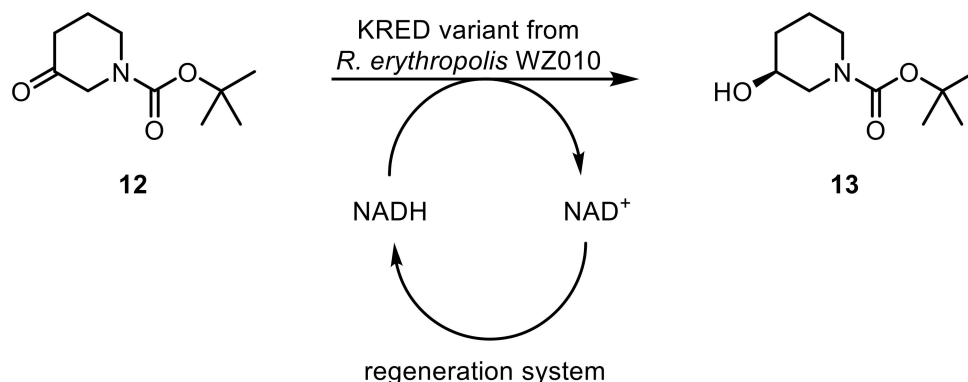 KRED variant from
R. erythropolis WZ010
O
N
O
O
12
HO
N
O
O
13
NADH
NAD⁺
regeneration system